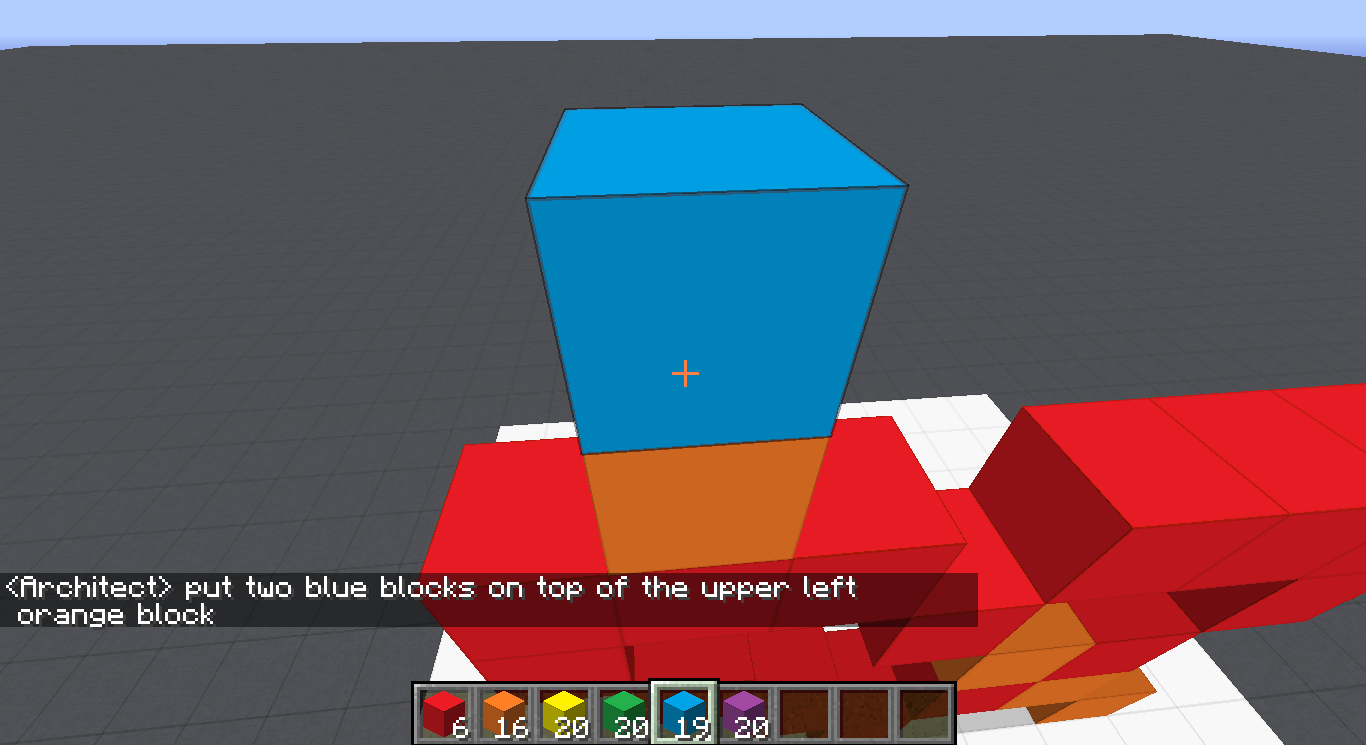 <Architect> put two blue blocks on top of the upper left
orange block
6 16 20 20 19 20